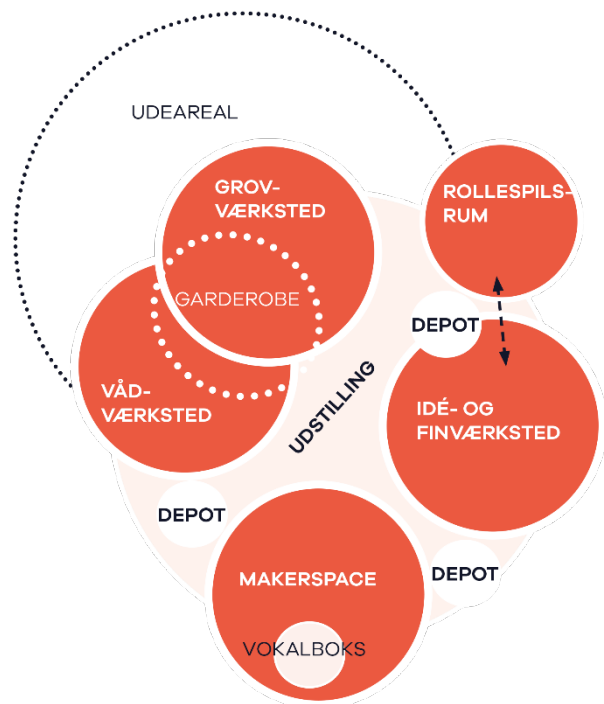 UDEAREAL
GROV-
VÆRKSTED
ROLLESPILS-
RUM
GARDEROBE
DEPOT
VÅD-
VÆRKSTED
UDSTILLING
IDÉ- OG
FINVÆRKSTED
DEPOT
MAKERSPACE
DEPOT
VOKALBOKS